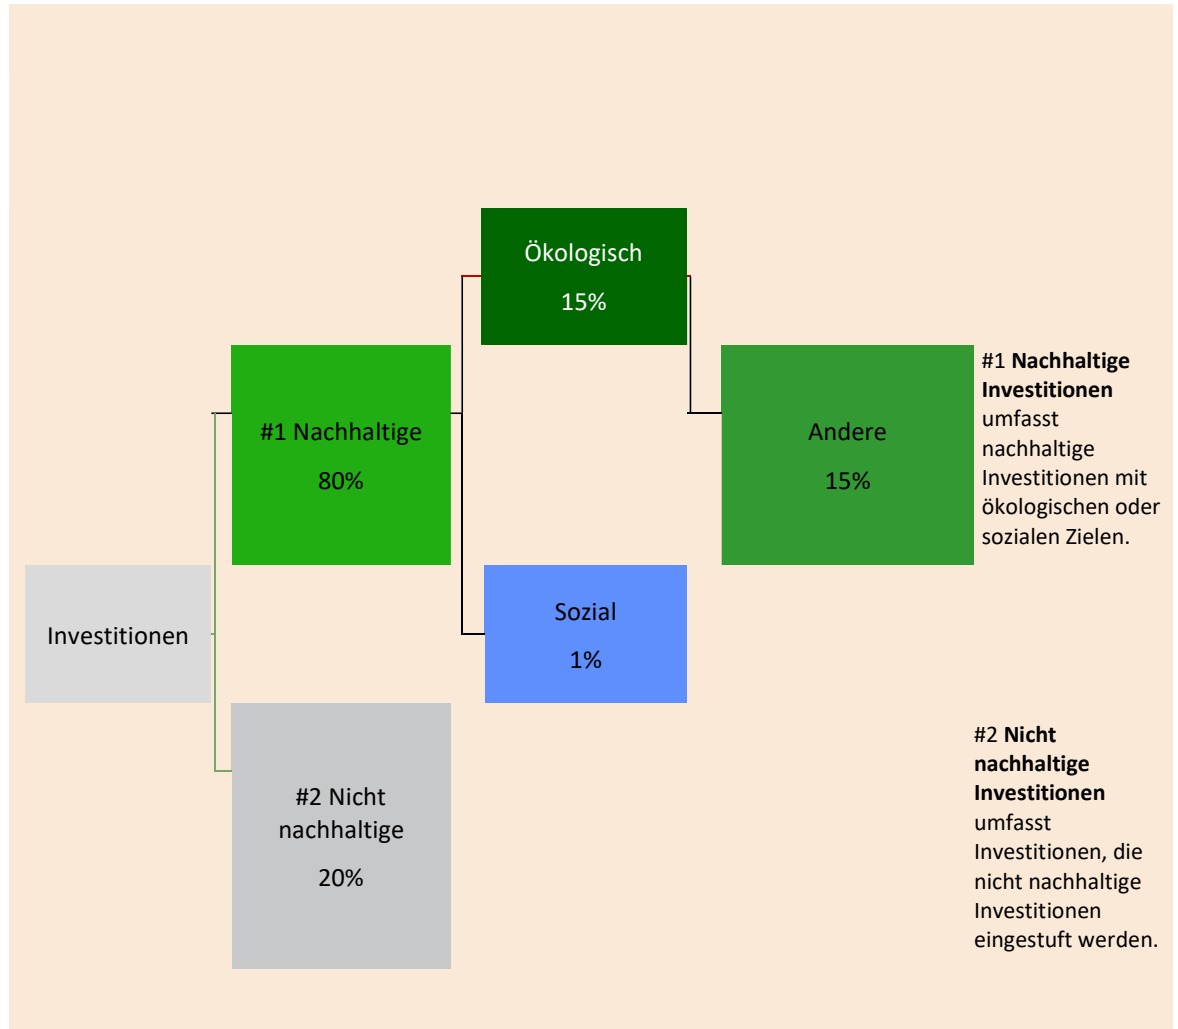 Ökologisch
15%
#1 Nachhaltige
80%
Andere
15%
#1 Nachhaltige
Investitionen
umfasst
nachhaltige
Investitionen mit
ökologischen oder
sozialen Zielen.
Investitionen
Sozial
1%
#2 Nicht
nachhaltige
20%
#2 Nicht
nachhaltige
Investitionen
umfasst
Investitionen, die
nicht nachhaltige
Investitionen
eingestuft werden.